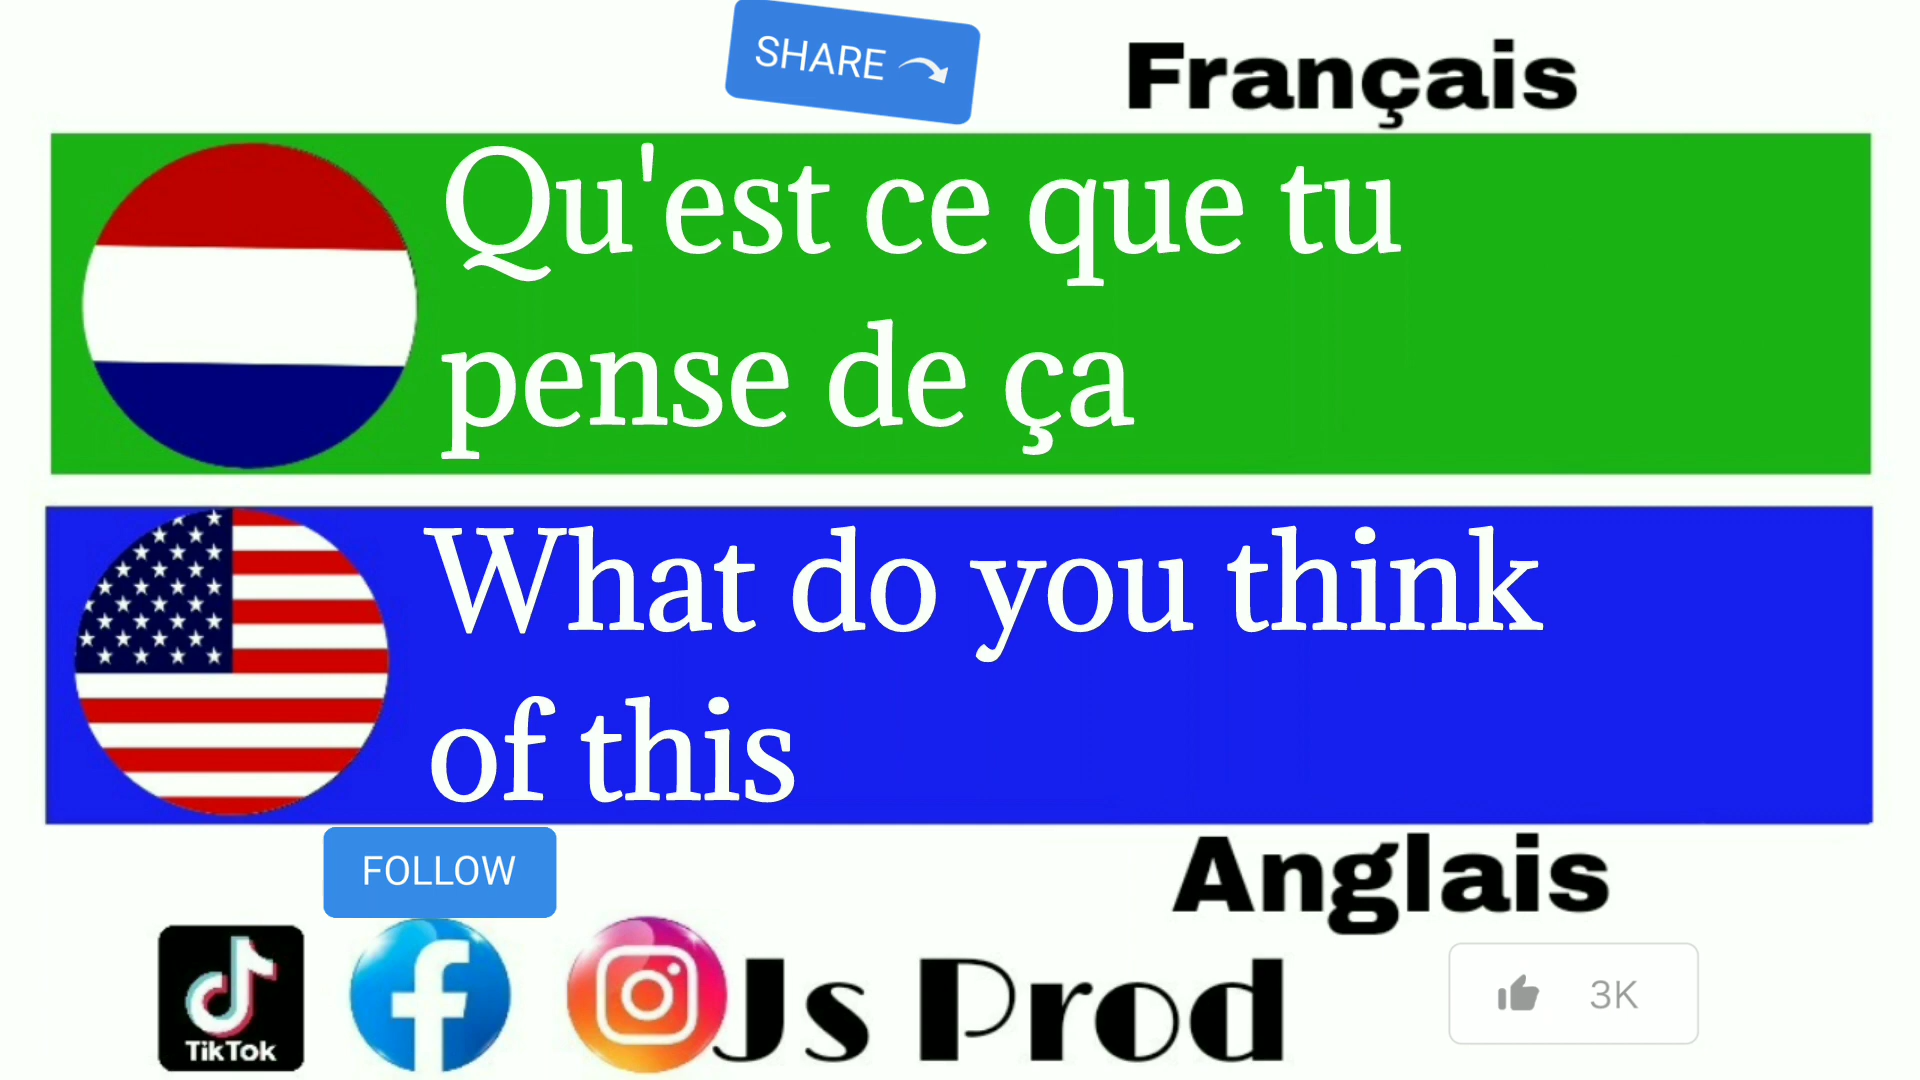 SHARE
Français
Qu'est ce que tu
pense de ça
What do you think
of this
FOLLOW
Anglais
TikTok
Js Prod
3K